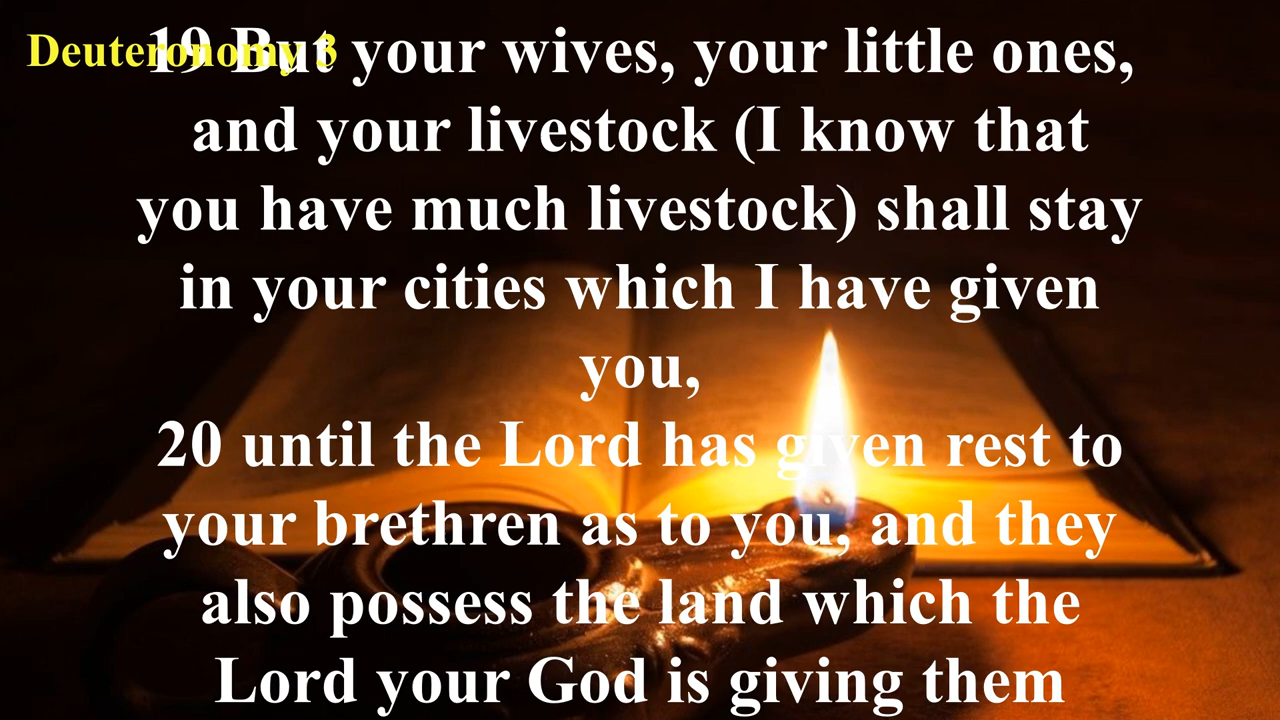 Deuteronomy 3
19 But your wives, your little ones,
and your livestock (I know that
you have much livestock) shall stay
in your cities which I have given
you,
20 until the Lord has given rest to
your brethren as to you, and they
also possess the land which the
Lord your God is giving them